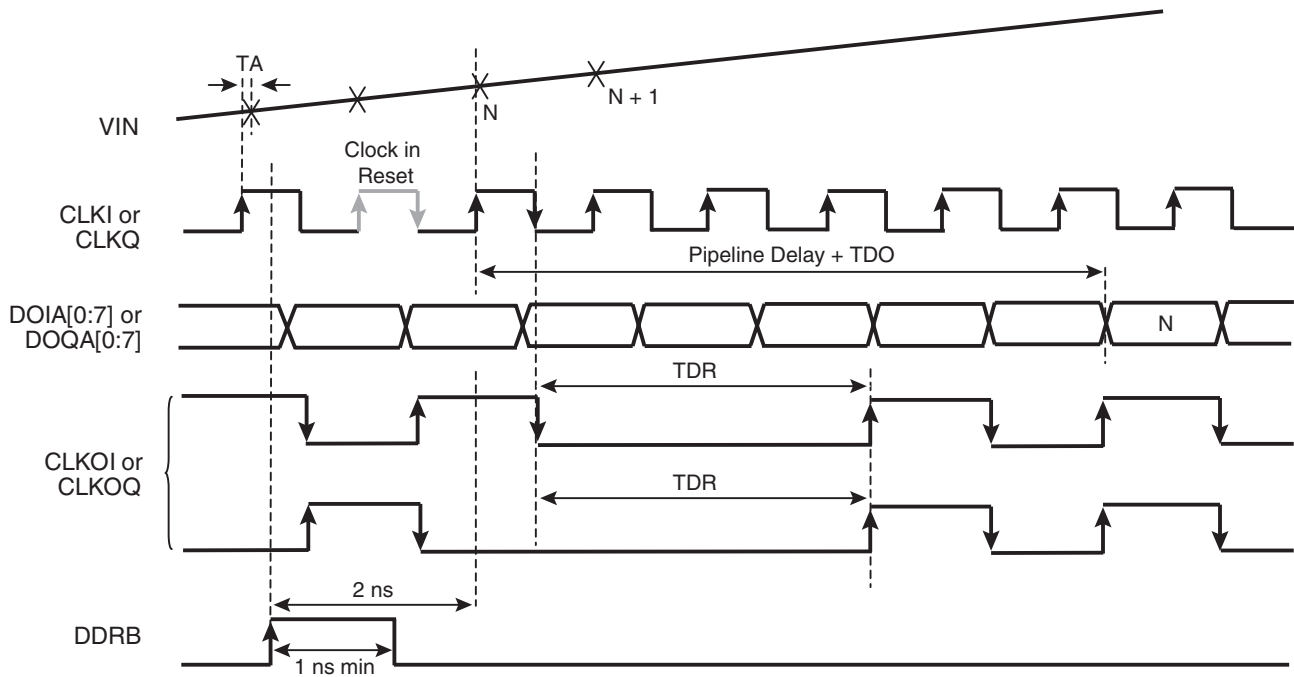 TA
VIN
N
N + 1
Clock in
Reset
CLKI or
CLKQ
Pipeline Delay + TDO
DOIA[0:7] or
DOQA[0:7]
N
TDR
CLKOI or
CLKOQ
TDR
2 ns
DDRB
1 ns min